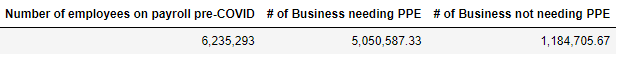 Number of employees on payroll pre-COVID # of Business needing PPE # of Business not needing PPE
6,235,293 5,050,587.33 1,184,705.67